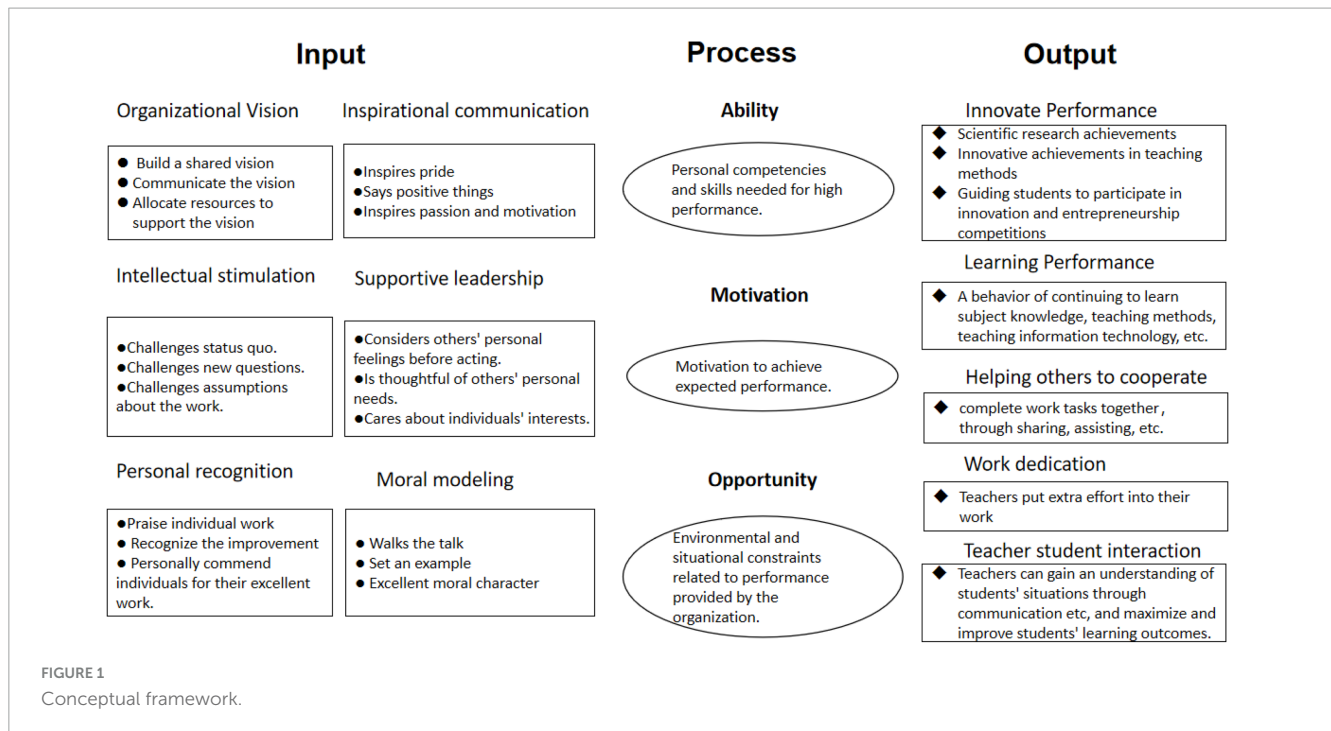 Input
Process
Output
Organizational Vision
● Build a shared vision
● Communicate the vision
● Allocate resources to
support the vision
Inspirational communication
●Inspires pride
●Says positive things
●Inspires passion and motivation
Intellectual stimulation
●Challenges status quo.
●Challenges new questions.
●Challenges assumptions
about the work.
Supportive leadership
●Considers others' personal
feelings before acting.
●Is thoughtful of others' personal
needs.
●Cares about individuals' interests.
Personal recognition
●Praise individual work
● Recognize the improvement
● Personally commend
individuals for their excellent
work.
Moral modeling
● Walks the talk
● Set an example
● Excellent moral character
Ability
Personal competencies
and skills needed for high
performance.
Motivation
Motivation to achieve
expected performance.
Opportunity
Environmental and
situational constraints
related to performance
provided by the
organization.
Innovate Performance
◆ Scientific research achievements
◆ Innovative achievements in teaching
methods
◆ Guiding students to participate in
innovation and entrepreneurship
competitions
Learning Performance
◆ A behavior of continuing to learn
subject knowledge, teaching methods,
teaching information technology, etc.
Helping others to cooperate
◆ complete work tasks together,
through sharing, assisting, etc.
Work dedication
◆ Teachers put extra effort into their
work
Teacher student interaction
◆ Teachers can gain an understanding of
students' situations through
communication etc, and maximize and
improve students' learning outcomes.
FIGURE 1
Conceptual framework.